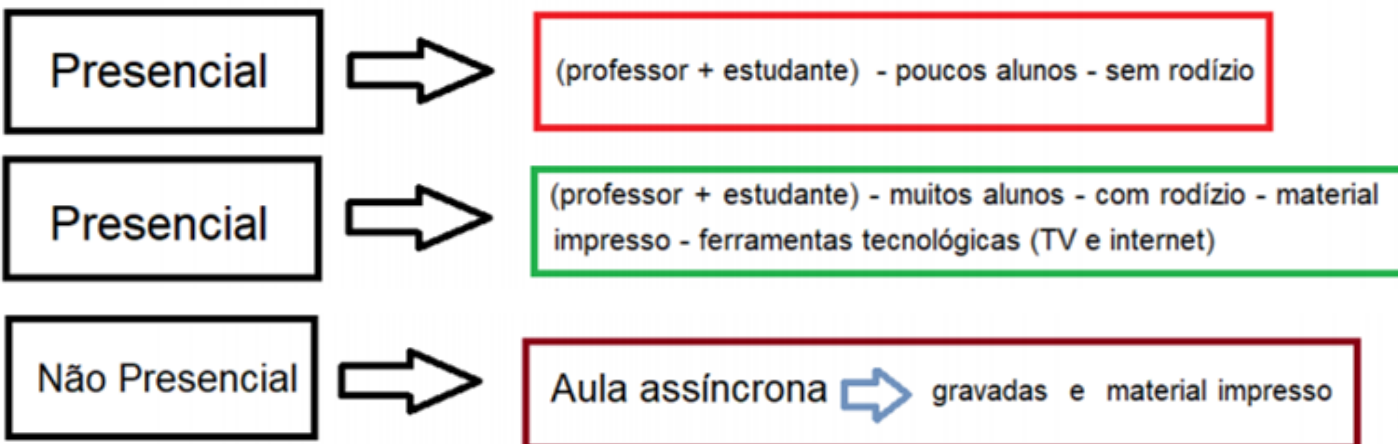 Presencial
(professor + estudante) - poucos alunos - sem rodízio
Presencial
(professor + estudante) - muitos alunos - com rodízio - material
impresso - ferramentas tecnológicas (TV e internet)
Não Presencial
Aula assíncrona gravadas e material impresso